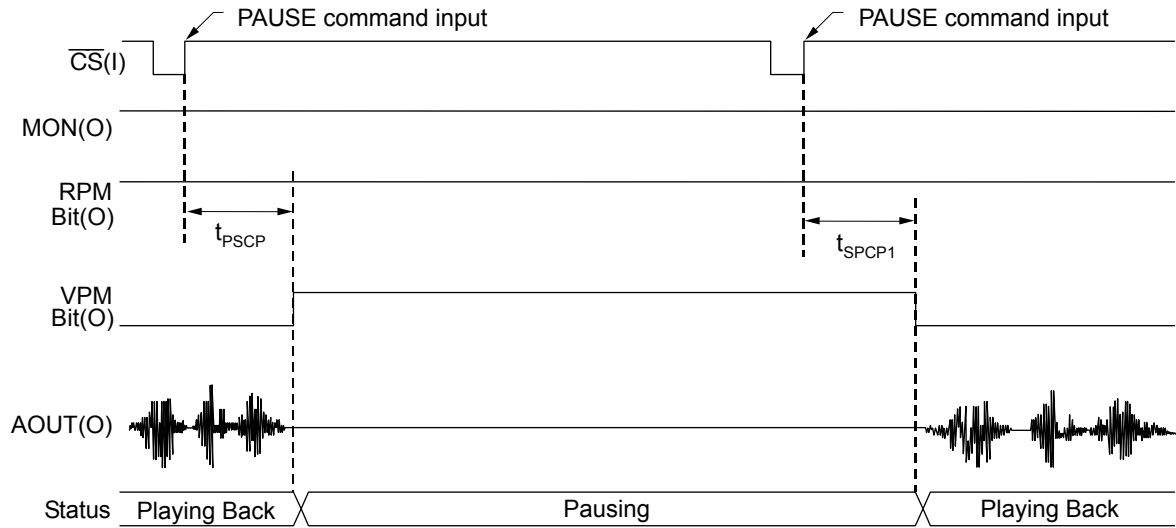 PAUSE command input
PAUSE command input
CS(I)
MON(O)
RPM
Bit(O)
tPSCP
tSPCP1
VPM
Bit(O)
AOUT(O)
Status
Playing Back
Pausing
Playing Back